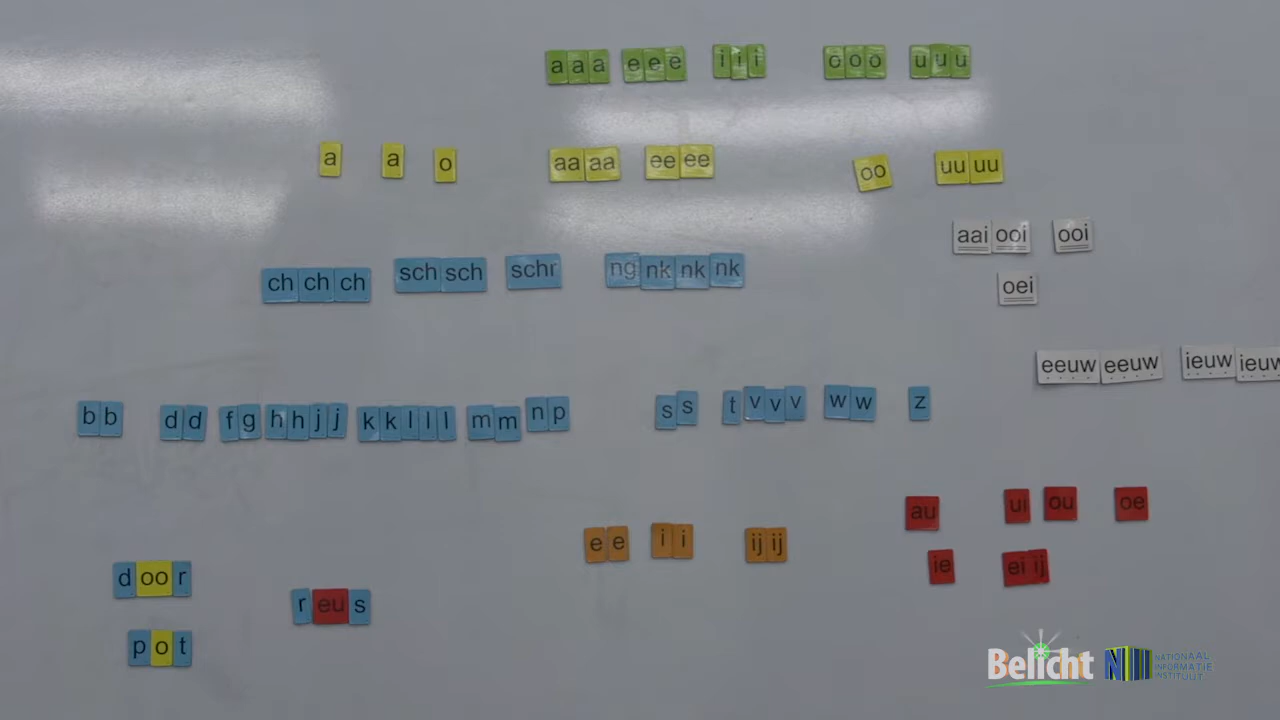 a a a e e e i i i o o o u u u
a a o aa aa ee ee oo uu uu
aai ooi ooi
ch ch ch sch sch schr ng nk nk nk
oei
eeuw eeuw ieuw ieuw
b b d d f g h h j j k k l l l m m n p s s t v v v w w z
au ui ou oe
e e i i ij ij
ie ei ij
d oo r
r eu s
p o t
Belicht NATIONAAL INFORMATIE INSTITUUT